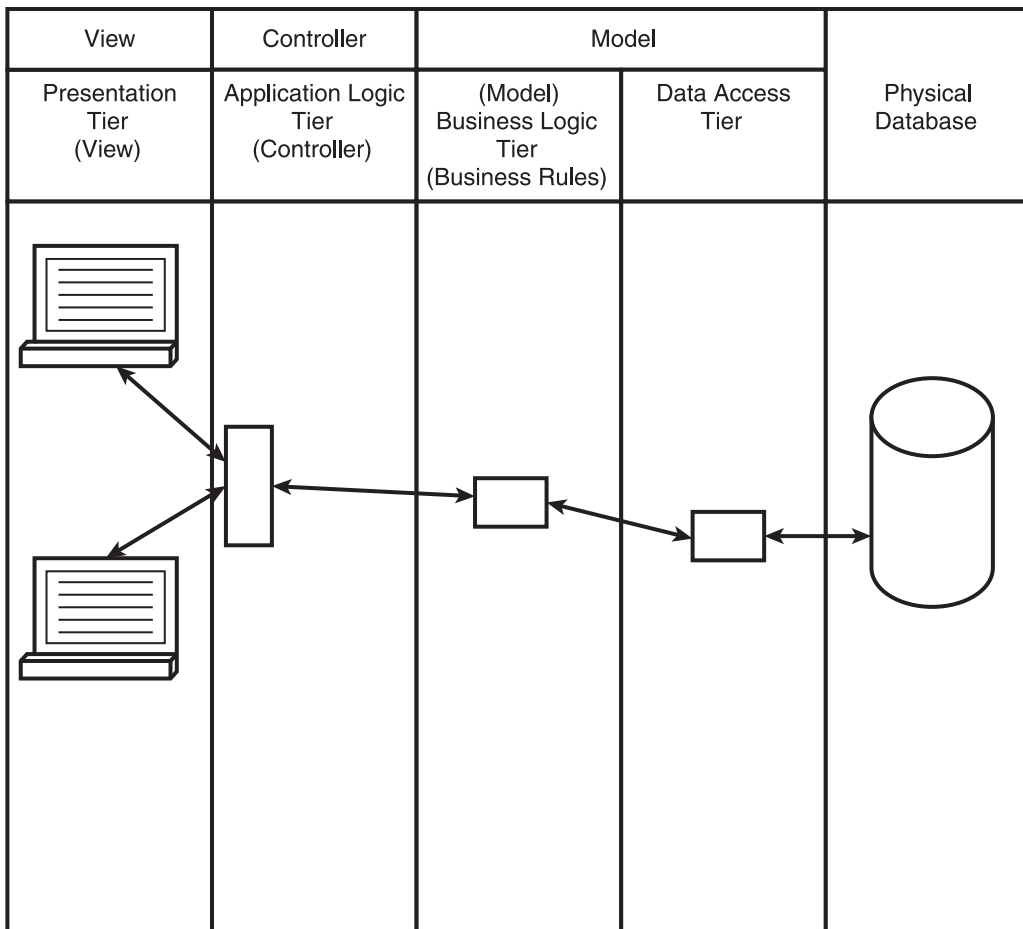 View
Controller
Model
Presentation
Tier
(View)
Application Logic
Tier
(Controller)
(Model)
Business Logic
Tier
(Business Rules)
Data Access
Tier
Physical
Database